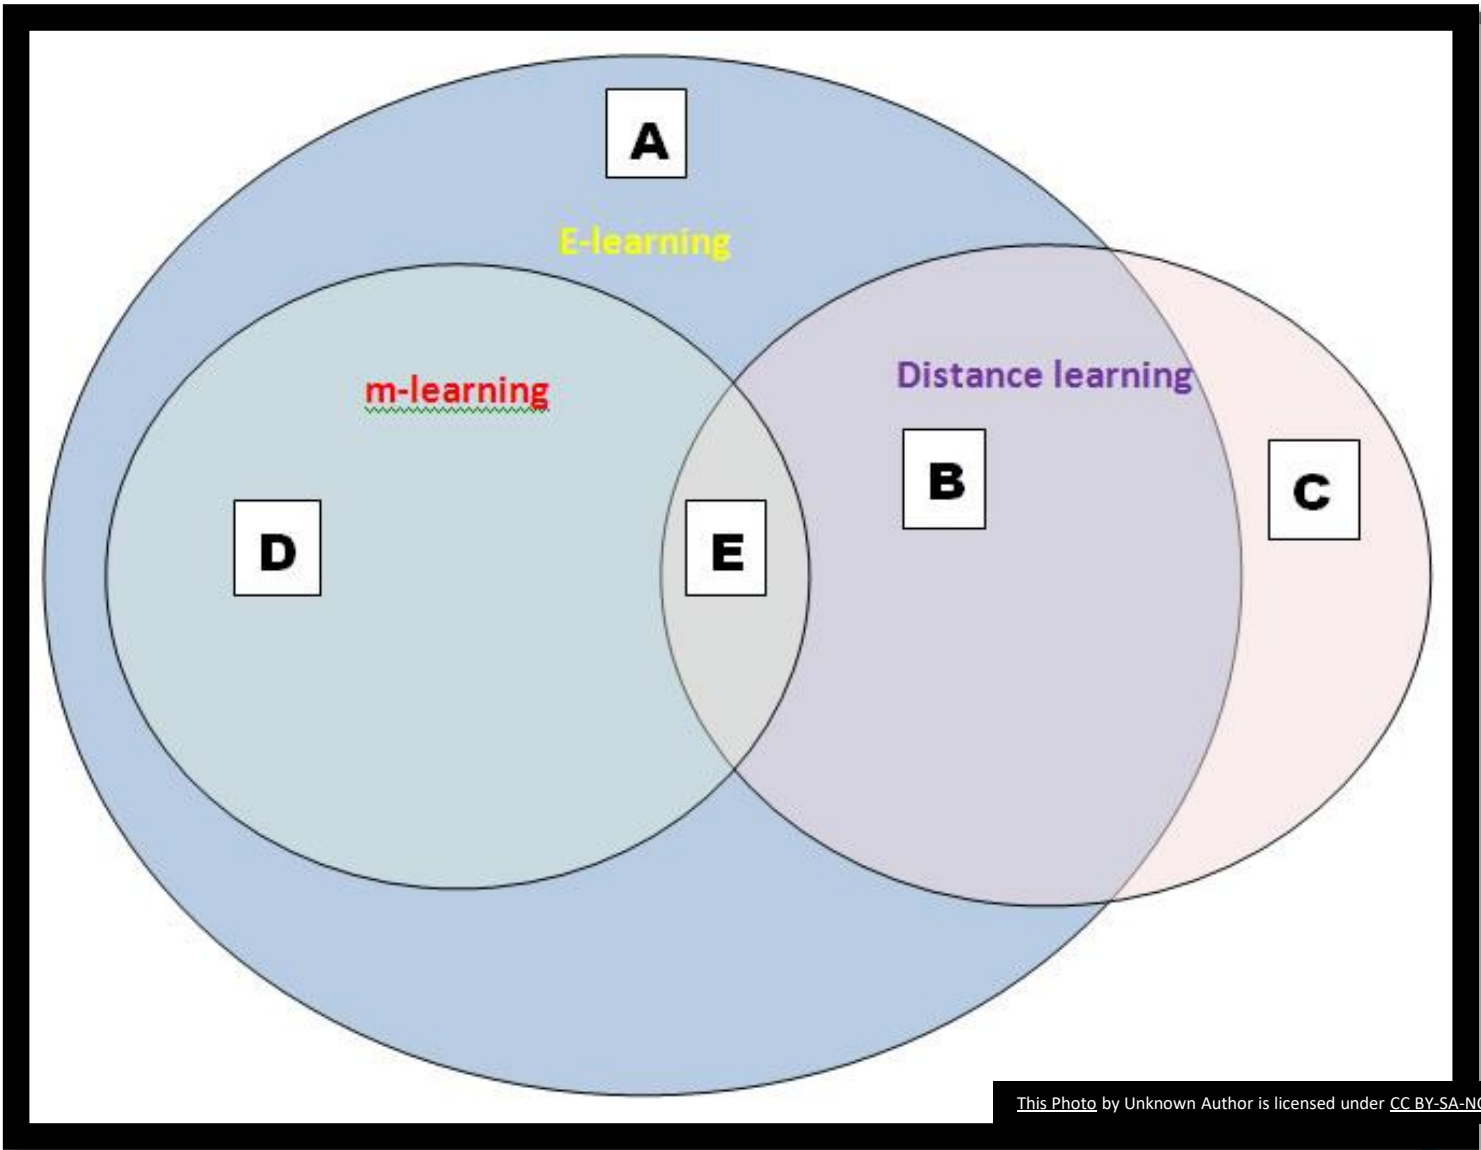 A
E-learning
m-learning
Distance learning
B
C
D
E
This Photo by Unknown Author is licensed under CC BY-SA-NC